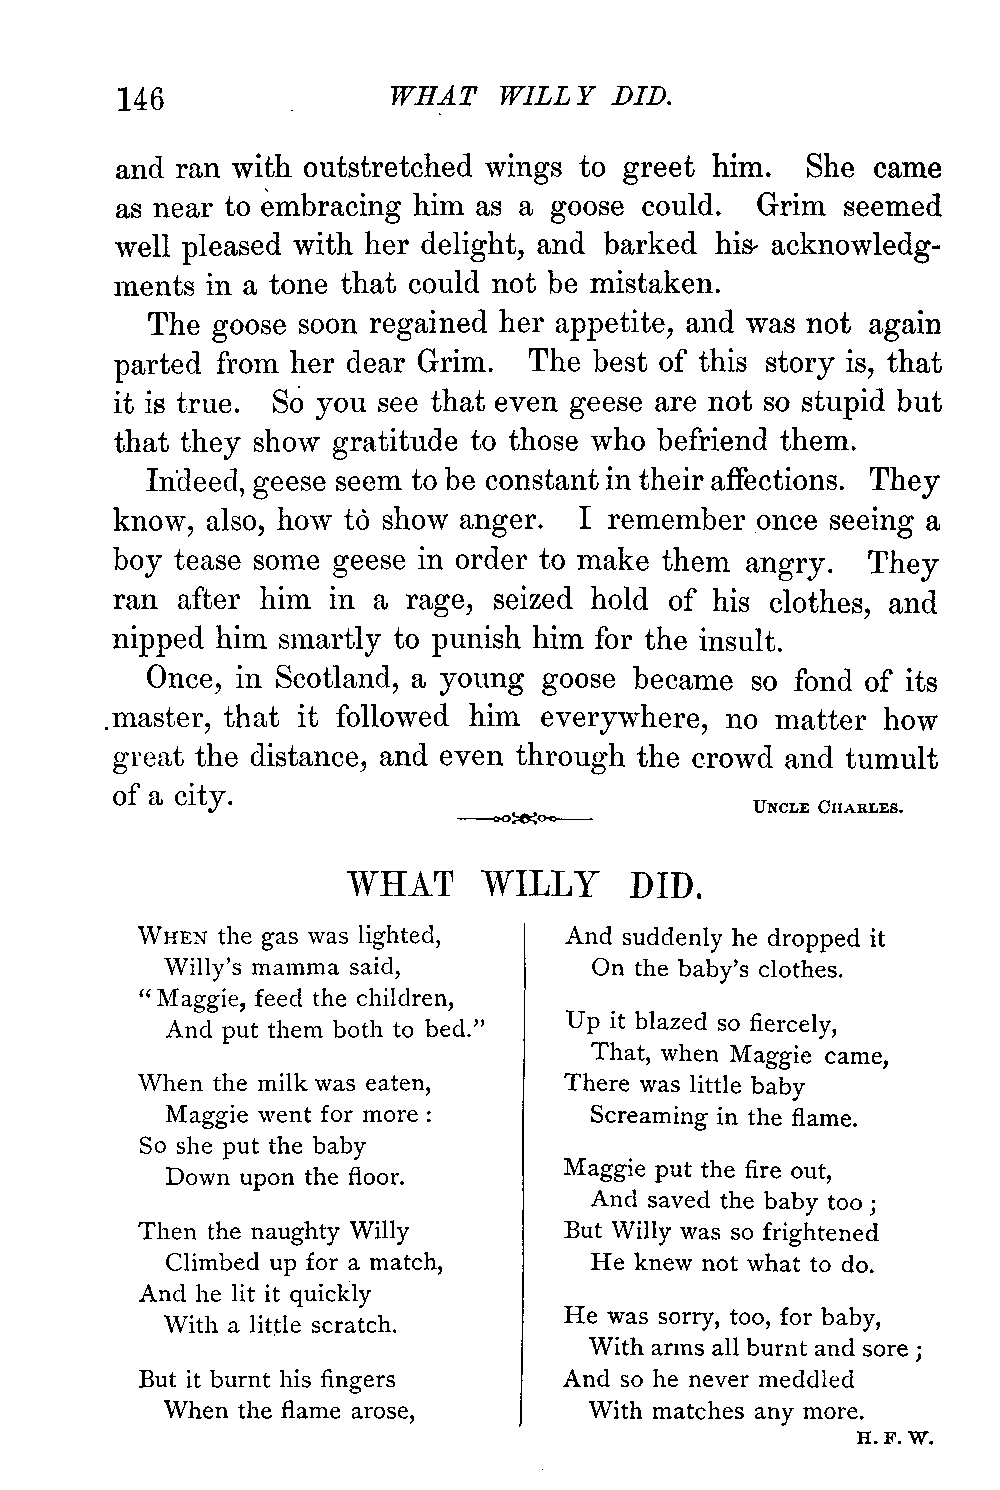 146 WHAT WILLY DID.
and ran with outstretched wings to greet him. She came
as near to embracing him as a goose could. Grim seemed
well pleased with her delight, and barked his acknowledg-
ments in a tone that could not be mistaken.
The goose soon regained her appetite, and was not again
parted from her dear Grim. The best of this story is, that
it is true. So you see that even geese are not so stupid but
that they show gratitude to those who befriend them.
Indeed, geese seem to be constant in their affections. They
know, also, how to show anger. I remember once seeing a
boy tease some geese in order to make them angry. They
ran after him in a rage, seized hold of his clothes, and
nipped him smartly to punish him for the insult.
Once, in Scotland, a young goose became so fond of its
master, that it followed him everywhere, no matter how
great the distance, and even through the crowd and tumult
of a city.
UNCLE CHARLES.
WHAT WILLY DID.
WHEN the gas was lighted,
Willy's mamma said,
"Maggie, feed the children,
And put them both to bed."
When the milk was eaten,
Maggie went for more:
So she put the baby
Down upon the floor.
Then the naughty Willy
Climbed up for a match,
And he lit it quickly
With a little scratch.
But it burnt his fingers
When the flame arose,
And suddenly he dropped it
On the baby's clothes.
Up it blazed so fiercely,
That, when Maggie came,
There was little baby
Screaming in the flame.
Maggie put the fire out,
And saved the baby too;
But Willy was so frightened
He knew not what to do.
He was sorry, too, for baby,
With arms all burnt and sore;
And so he never meddled
With matches any more.
H. F. W.